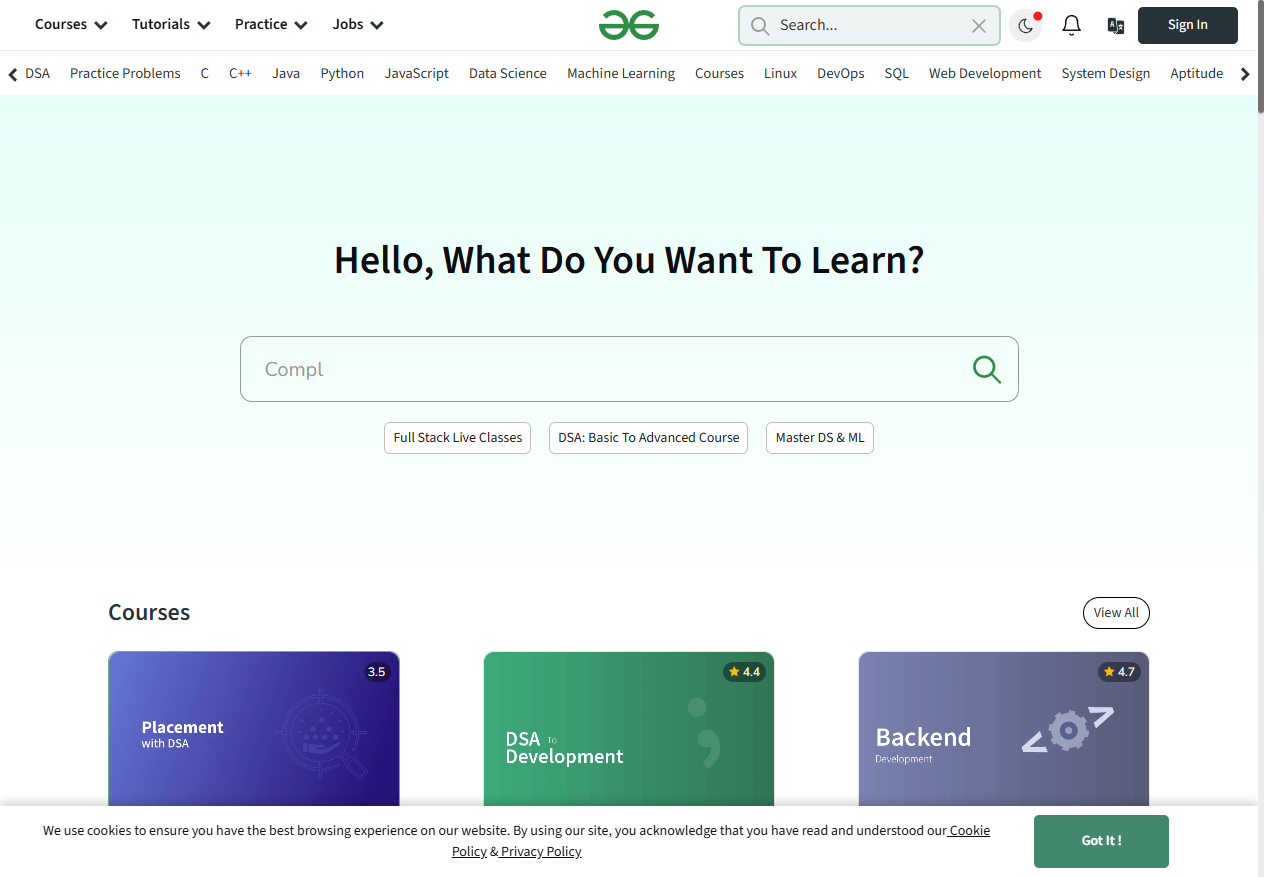 Courses Tutorials Practice Jobs Search... Sign In
DSA Practice Problems C C++ Java Python JavaScript Data Science Machine Learning Courses Linux DevOps SQL Web Development System Design Aptitude
Hello, What Do You Want To Learn?
Compl
Full Stack Live Classes DSA: Basic To Advanced Course Master DS & ML
Courses View All
3.5
Placement
with DSA
4.4
DSA To
Development
4.7
Backend
Development
We use cookies to ensure you have the best browsing experience on our website. By using our site, you acknowledge that you have read and understood our Cookie
Policy & Privacy Policy
Got It !